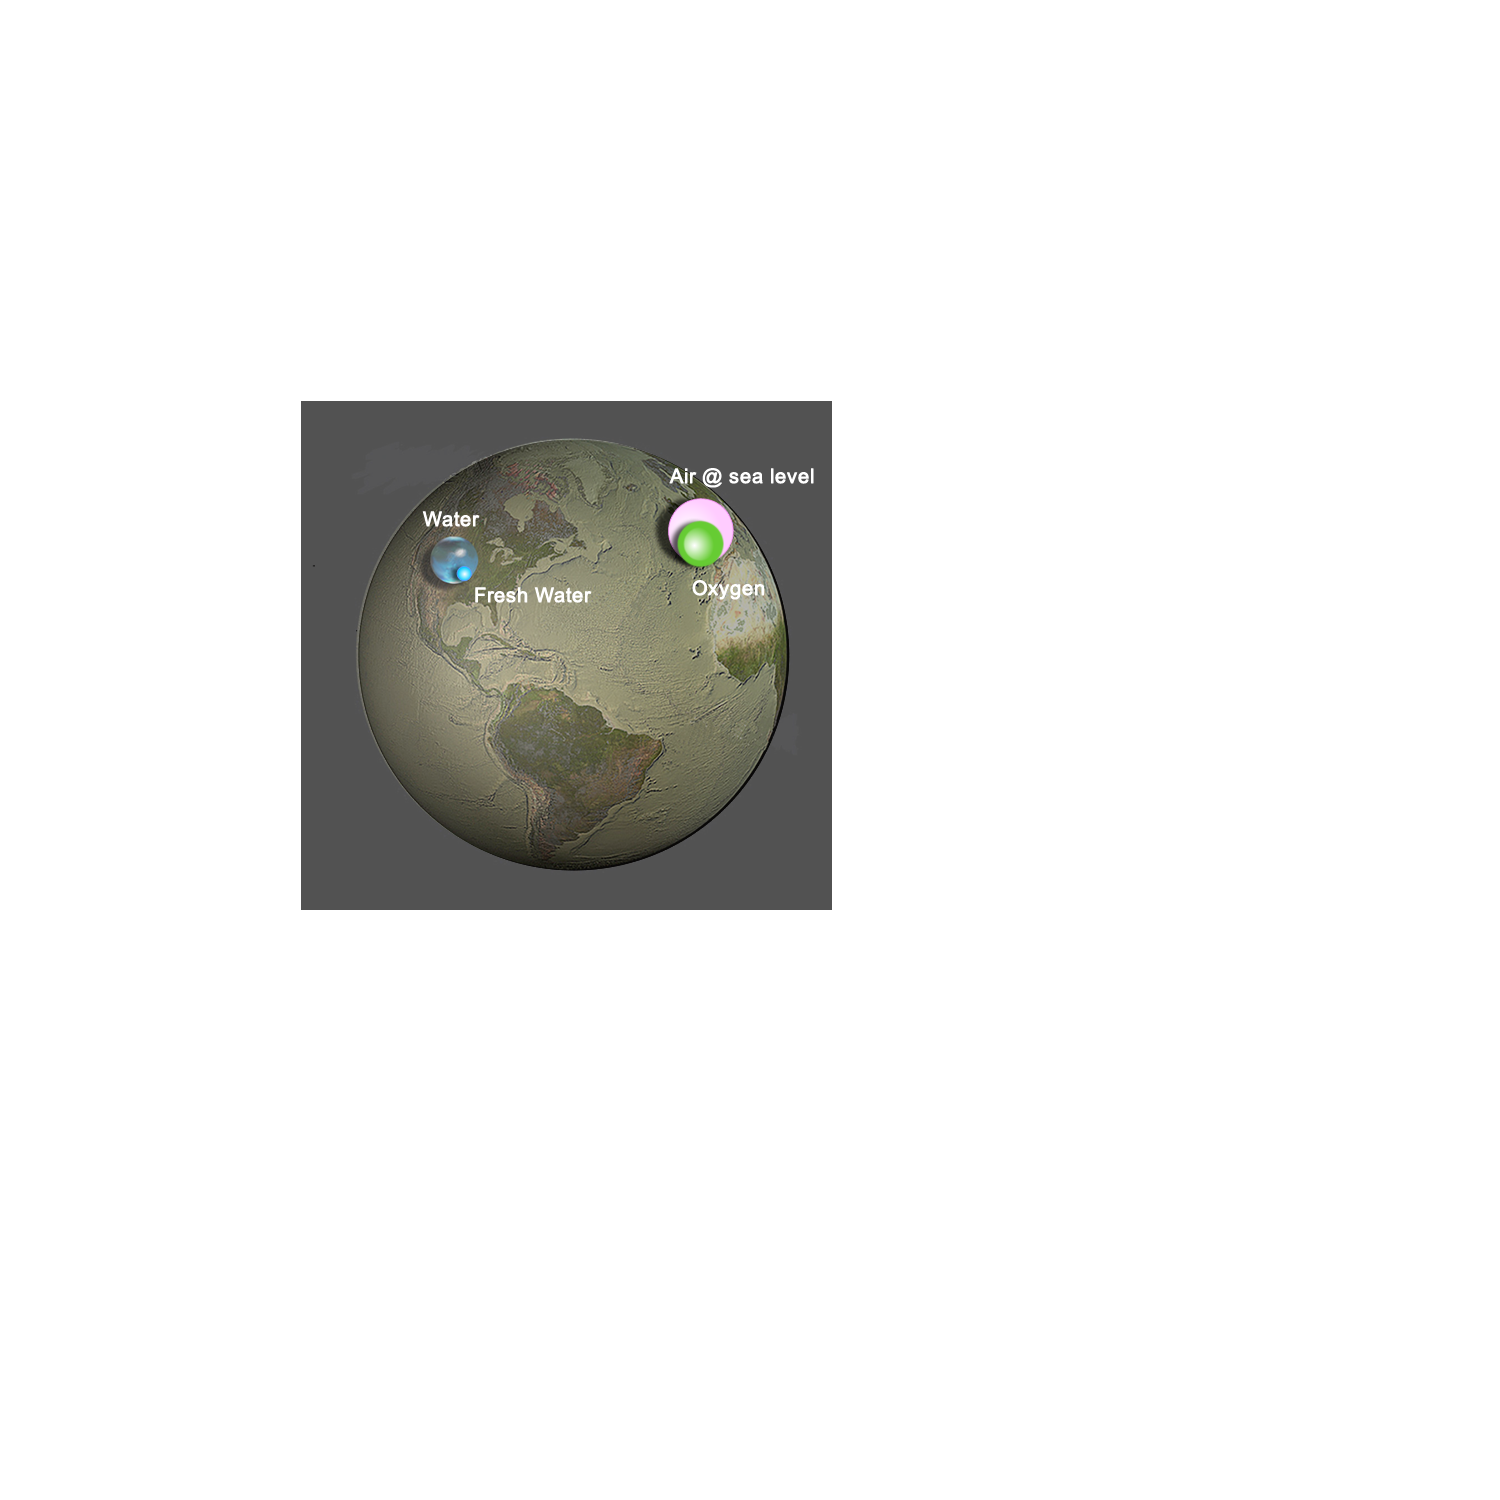 Air @ sea level
Water
Oxygen
Fresh Water